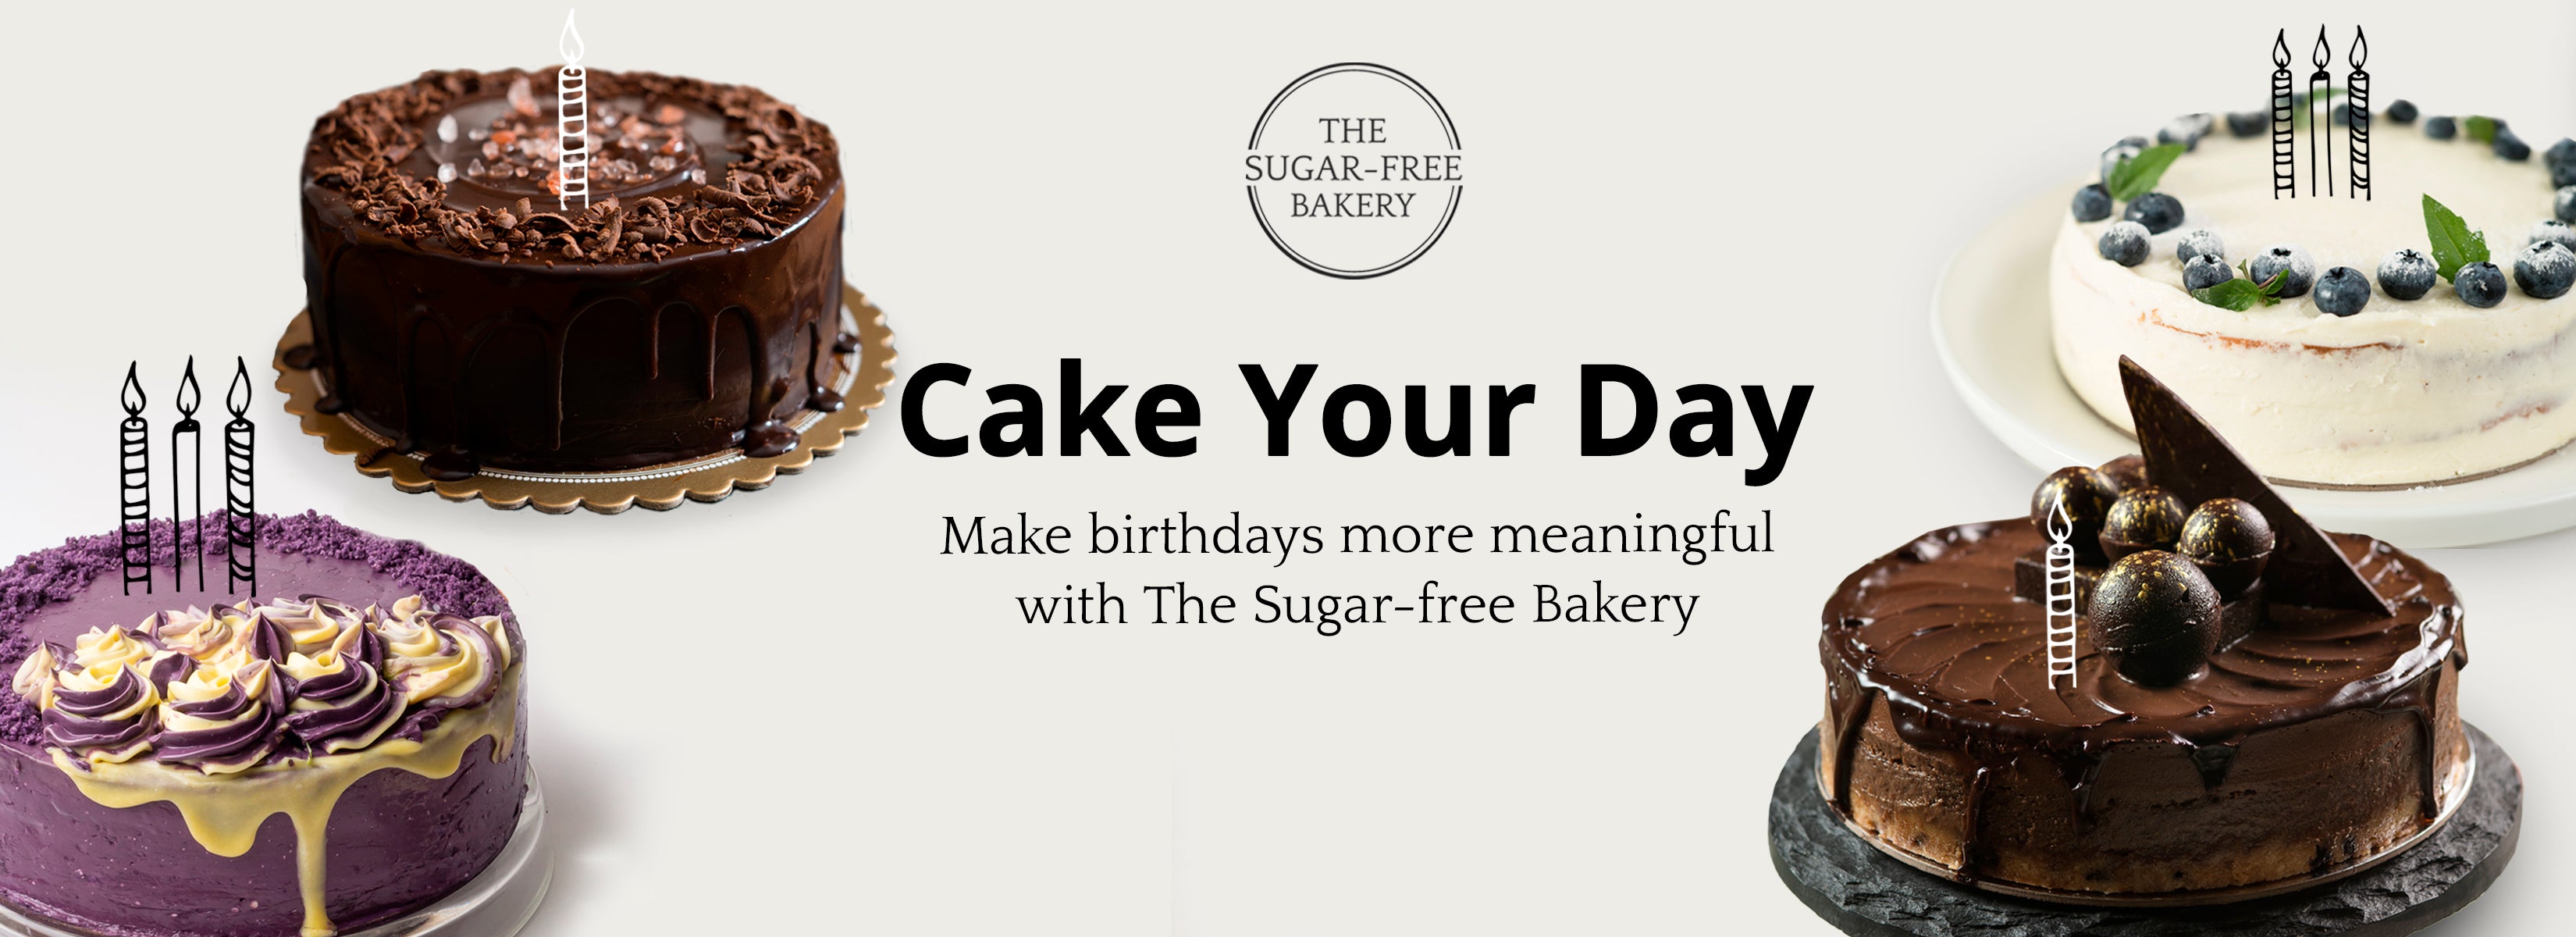 THE
SUGAR-FREE
BAKERY
Cake Your Day
Make birthdays more meaningful
with The Sugar-free Bakery